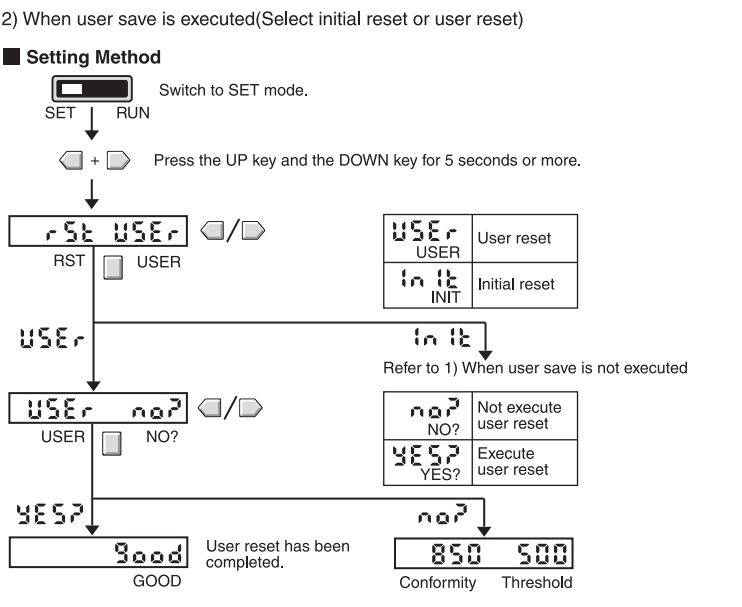 2) When user save is executed(Select initial reset or user reset)
■ Setting Method
Switch to SET mode.
SET RUN
+ Press the UP key and the DOWN key for 5 seconds or more.
rSt USEr /
RST USER
USEr User reset
USER
InIt Initial reset
INIT
USEr InIt
Refer to 1) When user save is not executed
USEr no? /
USER NO?
no? Not execute
NO? user reset
YES? Execute
YES? user reset
YES? no?
good User reset has been
completed.
GOOD
850 500
Conformity Threshold